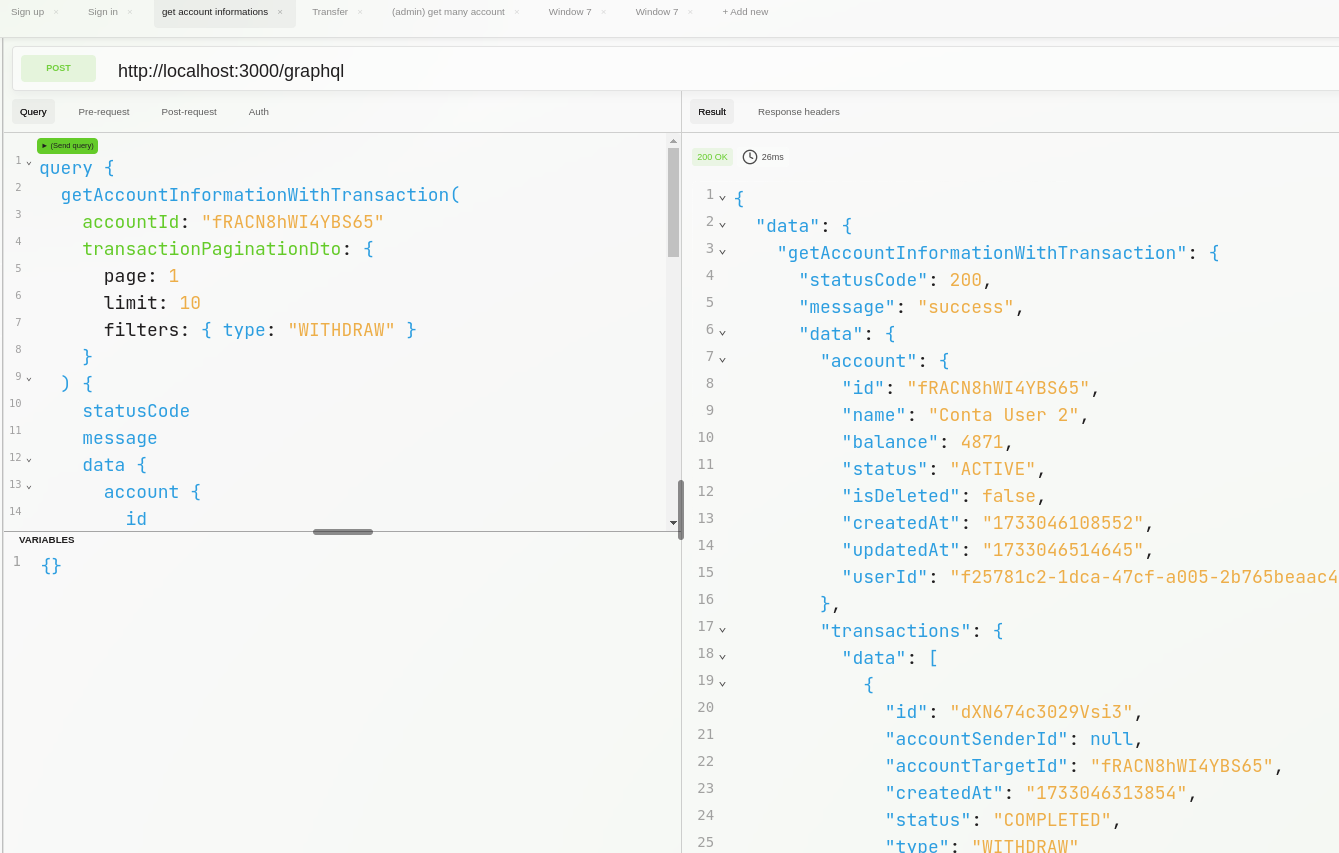 Sign up × Sign in × get account informations × Transfer × (admin) get many account × Window 7 × Window 7 × + Add new
POST http://localhost:3000/graphql
Query Pre-request Post-request Auth
► (Send query)
1 query {
2 getAccountInformationWithTransaction(
3 accountId: "fRACN8hWI4YBS65"
4 transactionPaginationDto: {
5 page: 1
6 limit: 10
7 filters: { type: "WITHDRAW" }
8 }
9 ) {
10 statusCode
11 message
12 data {
13 account {
14 id
VARIABLES
1 {}
Result Response headers
200 OK 26ms
1 {
2 "data": {
3 "getAccountInformationWithTransaction": {
4 "statusCode": 200,
5 "message": "success",
6 "data": {
7 "account": {
8 "id": "fRACN8hWI4YBS65",
9 "name": "Conta User 2",
10 "balance": 4871,
11 "status": "ACTIVE",
12 "isDeleted": false,
13 "createdAt": "1733046108552",
14 "updatedAt": "1733046514645",
15 "userId": "f25781c2-1dca-47cf-a005-2b765beaac4
16 },
17 "transactions": {
18 "data": [
19 {
20 "id": "dXN674c3029Vsi3",
21 "accountSenderId": null,
22 "accountTargetId": "fRACN8hWI4YBS65",
23 "createdAt": "1733046313854",
24 "status": "COMPLETED",
25 "type": "WITHDRAW"